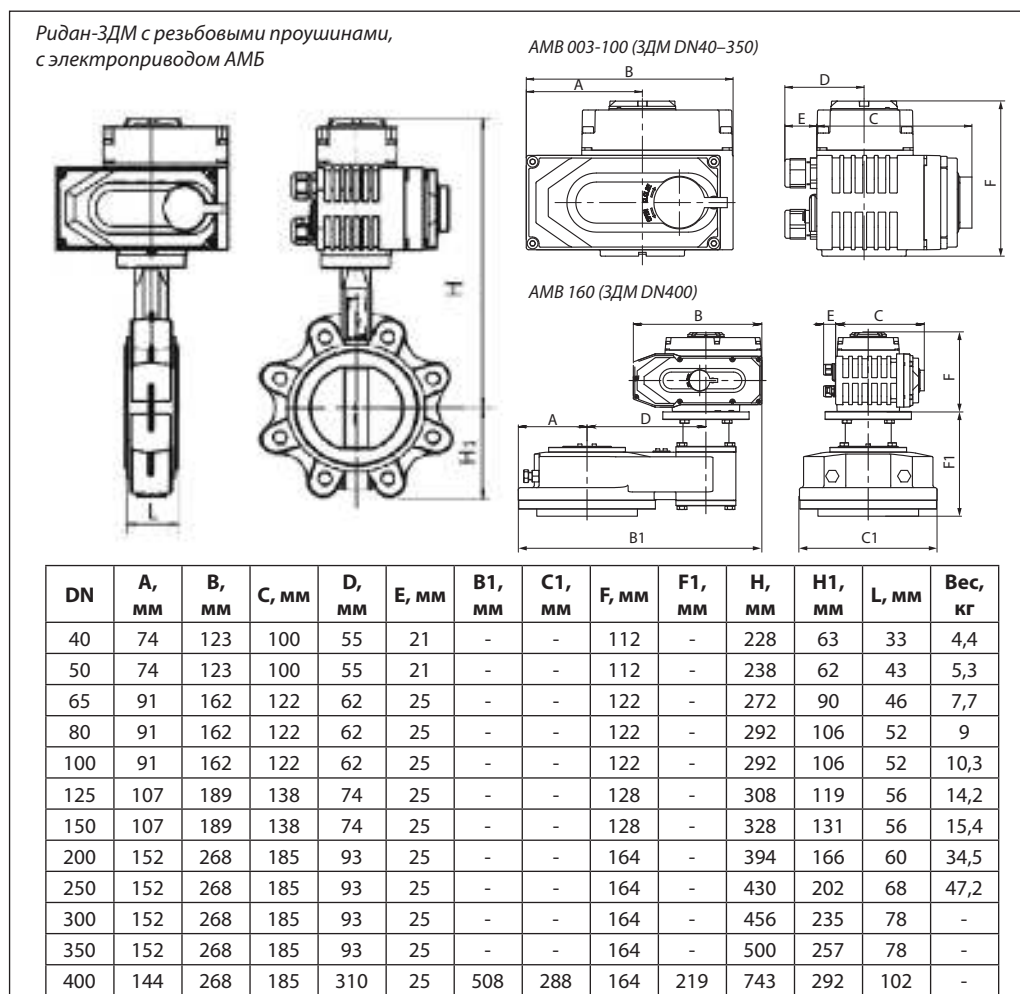 Ридан-ЗДМ с резьбовыми проушинами,
с электроприводом АМБ
АМВ 003-100 (ЗДМ DN40–350)
B
A
D
E
C
F
H
H1
L
АМВ 160 (ЗДМ DN400)
B
E
C
F
A
D
F1
B1
C1
DN A, мм B, мм C, мм D, мм E, мм B1, мм C1, мм F, мм F1, мм H, мм H1, мм L, мм Вес, кг
40 74 123 100 55 21 - - 112 - 228 63 33 4,4
50 74 123 100 55 21 - - 112 - 238 62 43 5,3
65 91 162 122 62 25 - - 122 - 272 90 46 7,7
80 91 162 122 62 25 - - 122 - 292 106 52 9
100 91 162 122 62 25 - - 122 - 292 106 52 10,3
125 107 189 138 74 25 - - 128 - 308 119 56 14,2
150 107 189 138 74 25 - - 128 - 328 131 56 15,4
200 152 268 185 93 25 - - 164 - 394 166 60 34,5
250 152 268 185 93 25 - - 164 - 430 202 68 47,2
300 152 268 185 93 25 - - 164 - 456 235 78 -
350 152 268 185 93 25 - - 164 - 500 257 78 -
400 144 268 185 310 25 508 288 164 219 743 292 102 -